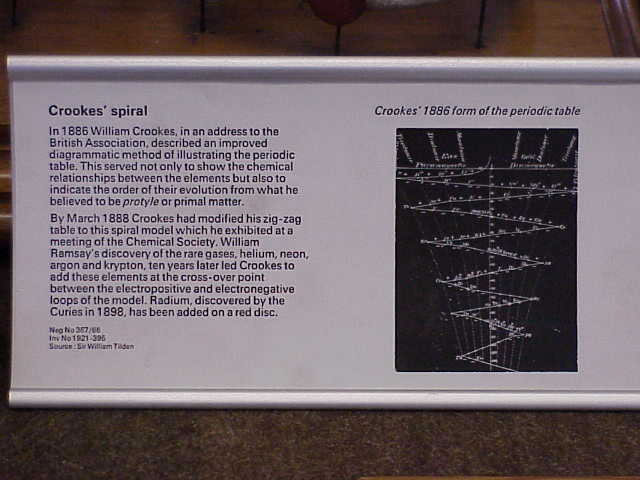 Crookes' spiral
In 1886 William Crookes, in an address to the
British Association, described an improved
diagrammatic method of illustrating the periodic
table. This served not only to show the chemical
relationships between the elements but also to
indicate the order of their evolution from what he
believed to be protyle or primal matter.
By March 1888 Crookes had modified his zig-zag
table to this spiral model which he exhibited at a
meeting of the Chemical Society. William
Ramsay's discovery of the rare gases, helium, neon,
argon and krypton, ten years later led Crookes to
add these elements at the cross-over point
between the electropositive and electronegative
loops of the model. Radium, discovered by the
Curies in 1898, has been added on a red disc.
Neg No 367/66
Inv No 1921-395
Source: Sir William Tilden
Crookes' 1886 form of the periodic table